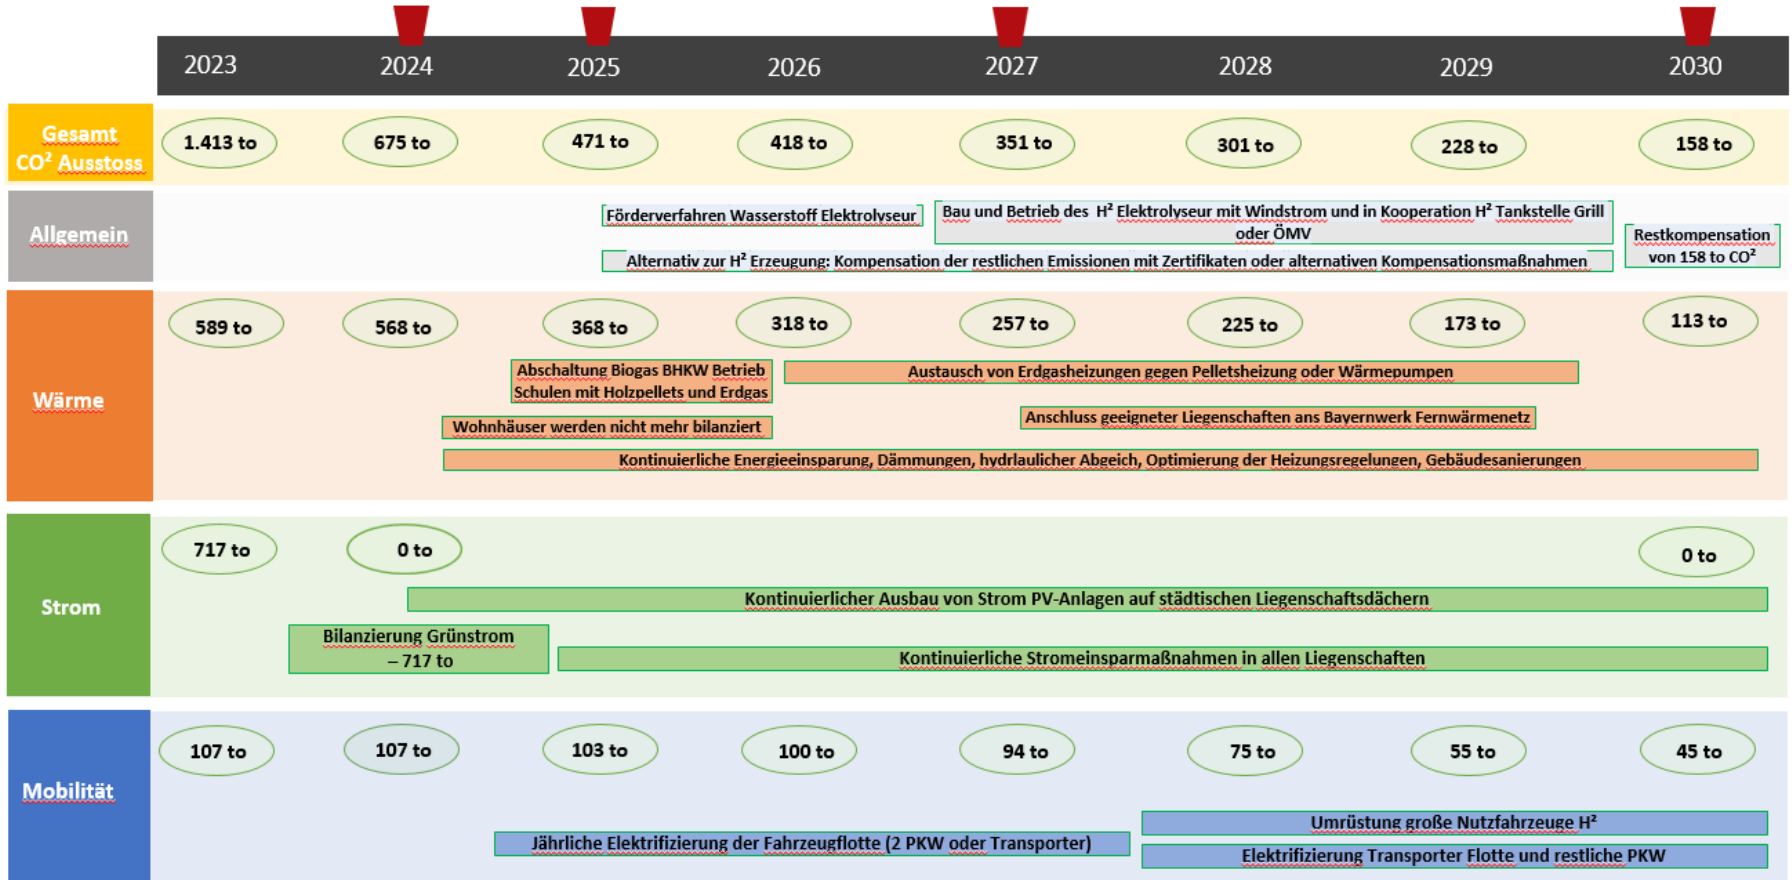 2023 2024 2025 2026 2027 2028 2029 2030
Gesamt
CO² Ausstoss
1.413 to 675 to 471 to 418 to 351 to 301 to 228 to 158 to
Allgemein
Förderverfahren Wasserstoff Elektrolyseur
Bau und Betrieb des H² Elektrolyseur mit Windstrom und in Kooperation H² Tankstelle Grill
oder ÖMV
Alternativ zur H² Erzeugung: Kompensation der restlichen Emissionen mit Zertifikaten oder alternativen Kompensationsmaßnahmen
Restkompensation
von 158 to CO²
Wärme
589 to 568 to 368 to 318 to 257 to 225 to 173 to 113 to
Abschaltung Biogas BHKW Betrieb
Schulen mit Holzpellets und Erdgas
Austausch von Erdgasheizungen gegen Pelletsheizung oder Wärmepumpen
Wohnhäuser werden nicht mehr bilanziert
Anschluss geeigneter Liegenschaften ans Bayernwerk Fernwärmenetz
Kontinuierliche Energieeinsparung, Dämmungen, hydrlaulicher Abgeich, Optimierung der Heizungsregelungen, Gebäudesanierungen
Strom
717 to 0 to 0 to
Kontinuierlicher Ausbau von Strom PV-Anlagen auf städtischen Liegenschaftsdächern
Bilanzierung Grünstrom
– 717 to
Kontinuierliche Stromeinsparmaßnahmen in allen Liegenschaften
Mobilität
107 to 107 to 103 to 100 to 94 to 75 to 55 to 45 to
Jährliche Elektrifizierung der Fahrzeugflotte (2 PKW oder Transporter)
Umrüstung große Nutzfahrzeuge H²
Elektrifizierung Transporter Flotte und restliche PKW